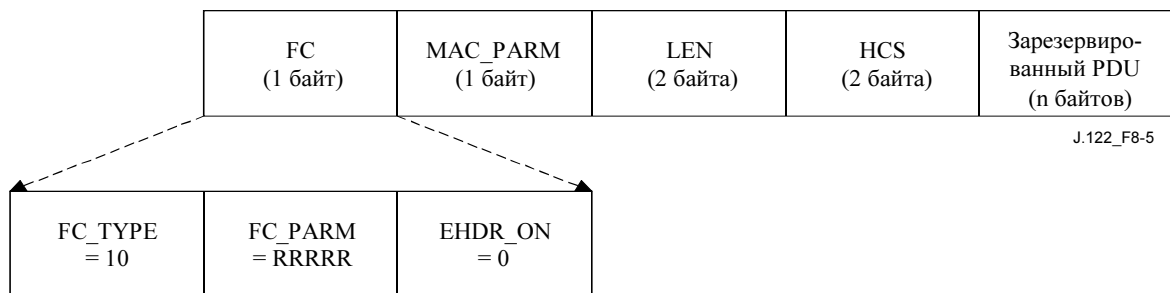 FC
(1 байт)
MAC_PARM
(1 байт)
LEN
(2 байта)
HCS
(2 байта)
Зарезервиро-
ванный PDU
(n байтов)
J.122_F8-5
FC_TYPE
= 10
FC_PARM
= RRRRR
EHDR_ON
= 0